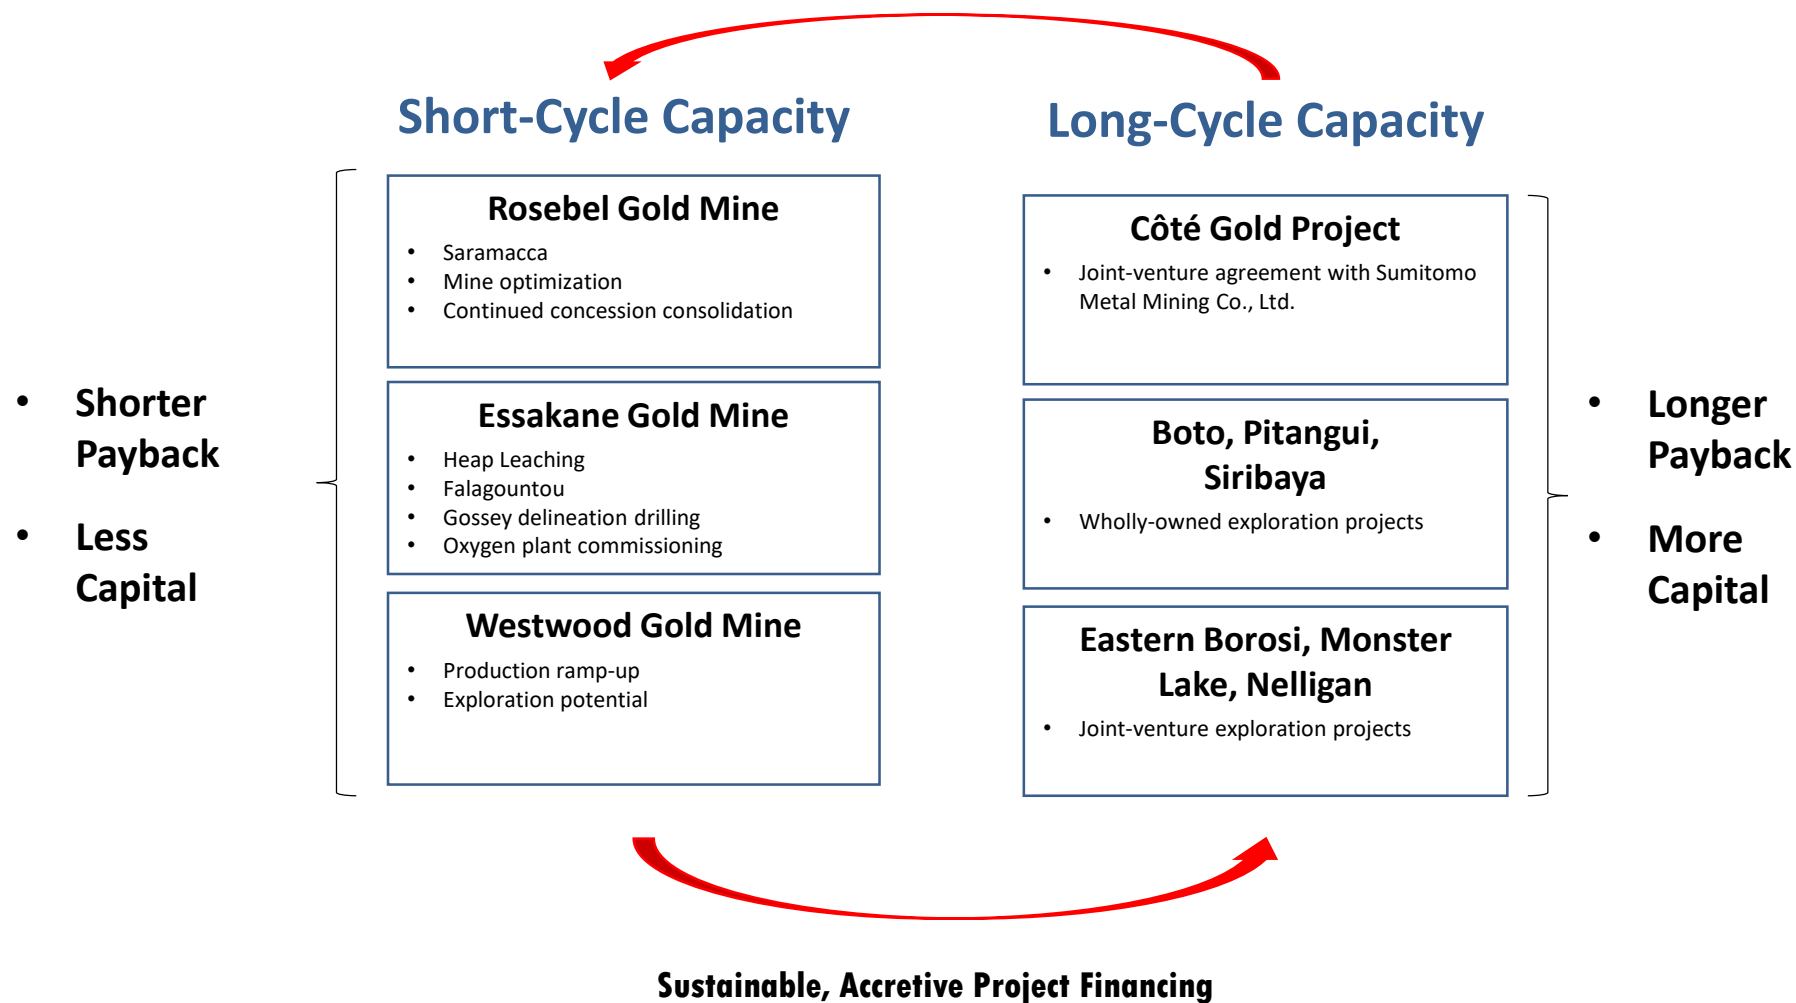 Short-Cycle Capacity
Long-Cycle Capacity
• Shorter
Payback
• Less
Capital
Rosebel Gold Mine
• Saramacca
• Mine optimization
• Continued concession consolidation
Essakane Gold Mine
• Heap Leaching
• Falagountou
• Gossey delineation drilling
• Oxygen plant commissioning
Westwood Gold Mine
• Production ramp-up
• Exploration potential
Côté Gold Project
• Joint-venture agreement with Sumitomo
Metal Mining Co., Ltd.
Boto, Pitangui,
Siribaya
• Wholly-owned exploration projects
Eastern Borosi, Monster
Lake, Nelligan
• Joint-venture exploration projects
• Longer
Payback
• More
Capital
Sustainable, Accretive Project Financing